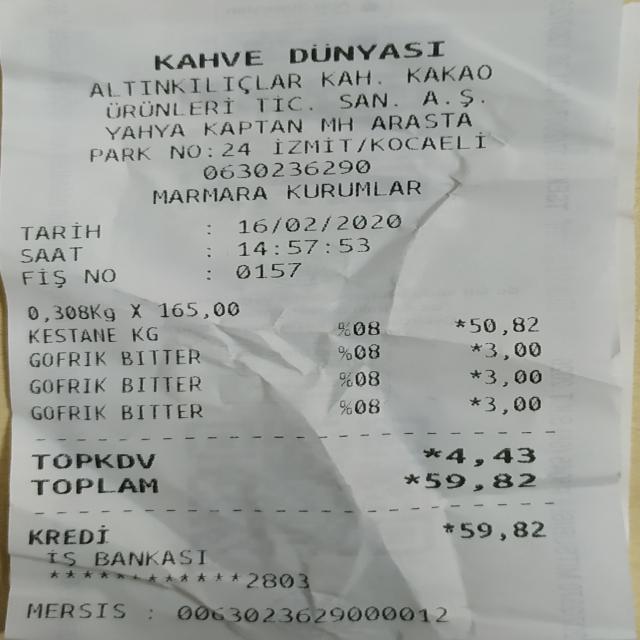 KAHVE DÜNYASI
ALTINKILIÇLAR KAH. KAKAO
ÜRÜNLERİ TİC. SAN. A.Ş.
YAHYA KAPTAN MH ARASTA
PARK NO:24 İZMİT/KOCAELİ
0630236290
MARMARA KURUMLAR
TARİH : 16/02/2020
SAAT : 14:57:53
FİŞ NO : 0157
0,308Kg X 165,00
KESTANE KG %08 *50,82
GOFRIK BITTER %08 *3,00
GOFRIK BITTER %08 *3,00
GOFRIK BITTER %08 *3,00
TOPKDV *4,43
TOPLAM *59,82
KREDİ *59,82
İŞ BANKASI
************2803
MERSIS : 0063023629000012